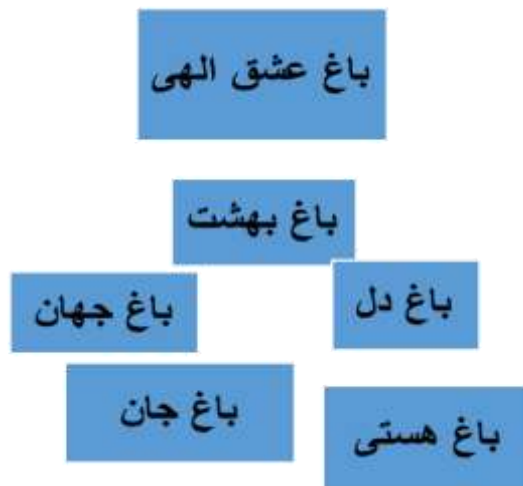 باغ عشق الهی
باغ بهشت
باغ دل
باغ جهان
باغ جان
باغ هستی